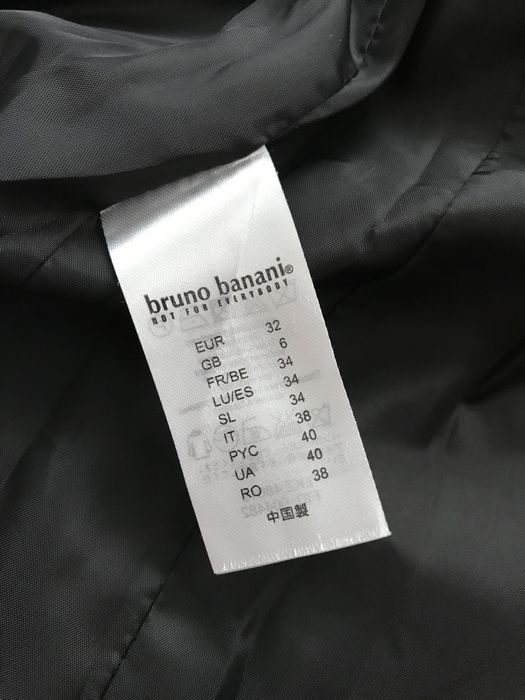 bruno banani®
NOT FOR EVERYBODY
EUR 32
GB 6
FR/BE 34
LU/ES 34
SL 34
IT 38
PYC 40
UA 40
RO 38
中国製